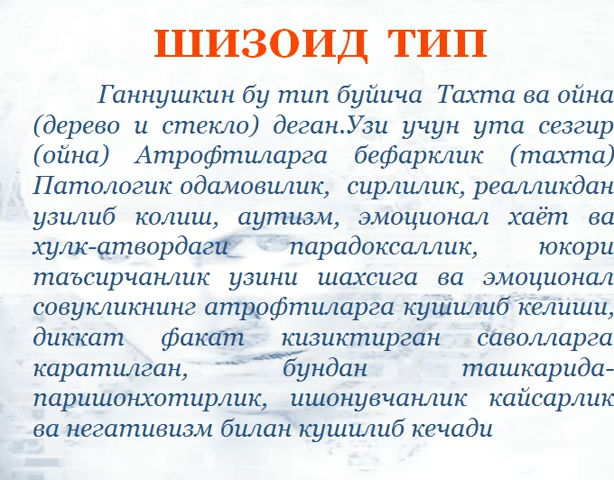 ШИЗОИД ТИП
Ганнушкин бу тип буйича Тахта ва ойна
(дерево и стекло) деган.Узи учун ута сезгир
(ойна) Атрофтиларга бефарклик (тахта)
Патологик одамовилик, сирлилик, реалликдан
узилиб колиш, аутизм, эмоционал хаёт ва
хулк-атвордаги парадоксаллик, юкори
таъсирчанлик узини шахсига ва эмоционал
совукликнинг атрофтиларга кушилиб келиши,
диккат факат кизиктирган саволларга
каратилган, бундан ташкарида-
паришонхотирлик, ишонувчанлик кайсарлик
ва негативизм билан кушилиб кечади